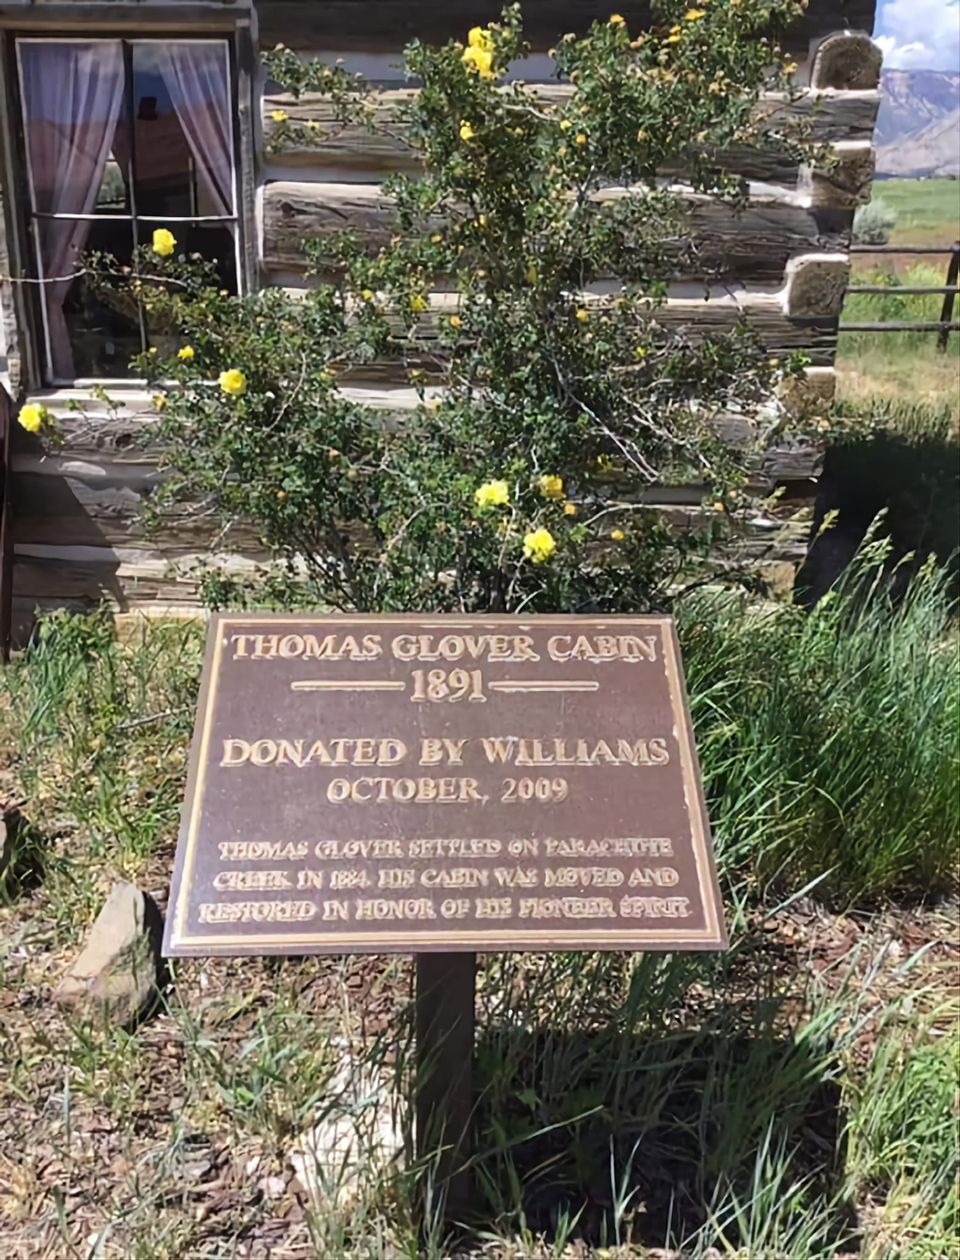 THOMAS GLOVER CABIN
1891
DONATED BY WILLIAMS
OCTOBER, 2009
THOMAS GLOVER SETTLED ON PARACHUTE
CREEK IN 1884. HIS CABIN WAS MOVED AND
RESTORED IN HONOR OF HIS PIONEER SPIRIT.